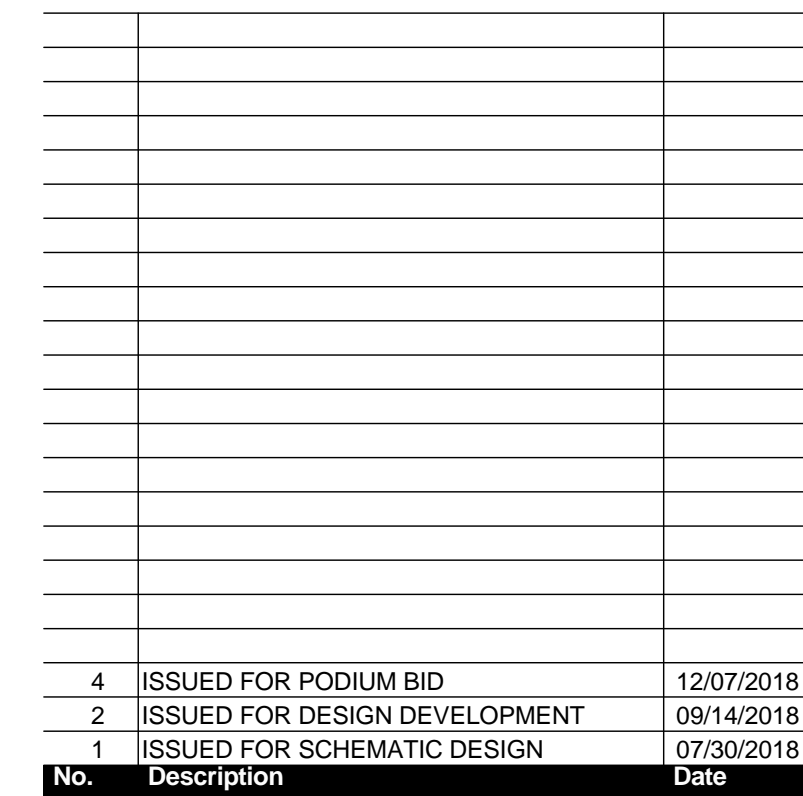 4 ISSUED FOR PODIUM BID 12/07/2018
2 ISSUED FOR DESIGN DEVELOPMENT 09/14/2018
1 ISSUED FOR SCHEMATIC DESIGN 07/30/2018
No. Description Date